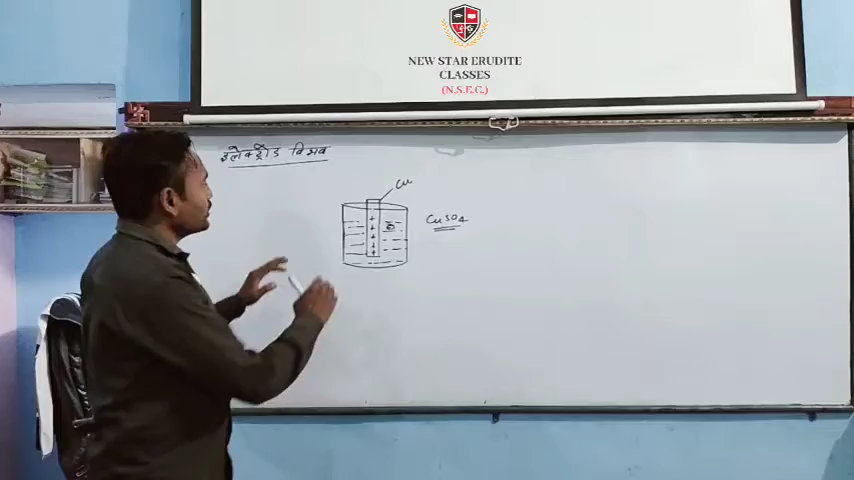 NEW STAR ERUDITE
CLASSES
(N.S.E.C.)
इलेक्ट्रोड विभव
Cu
CuSO4